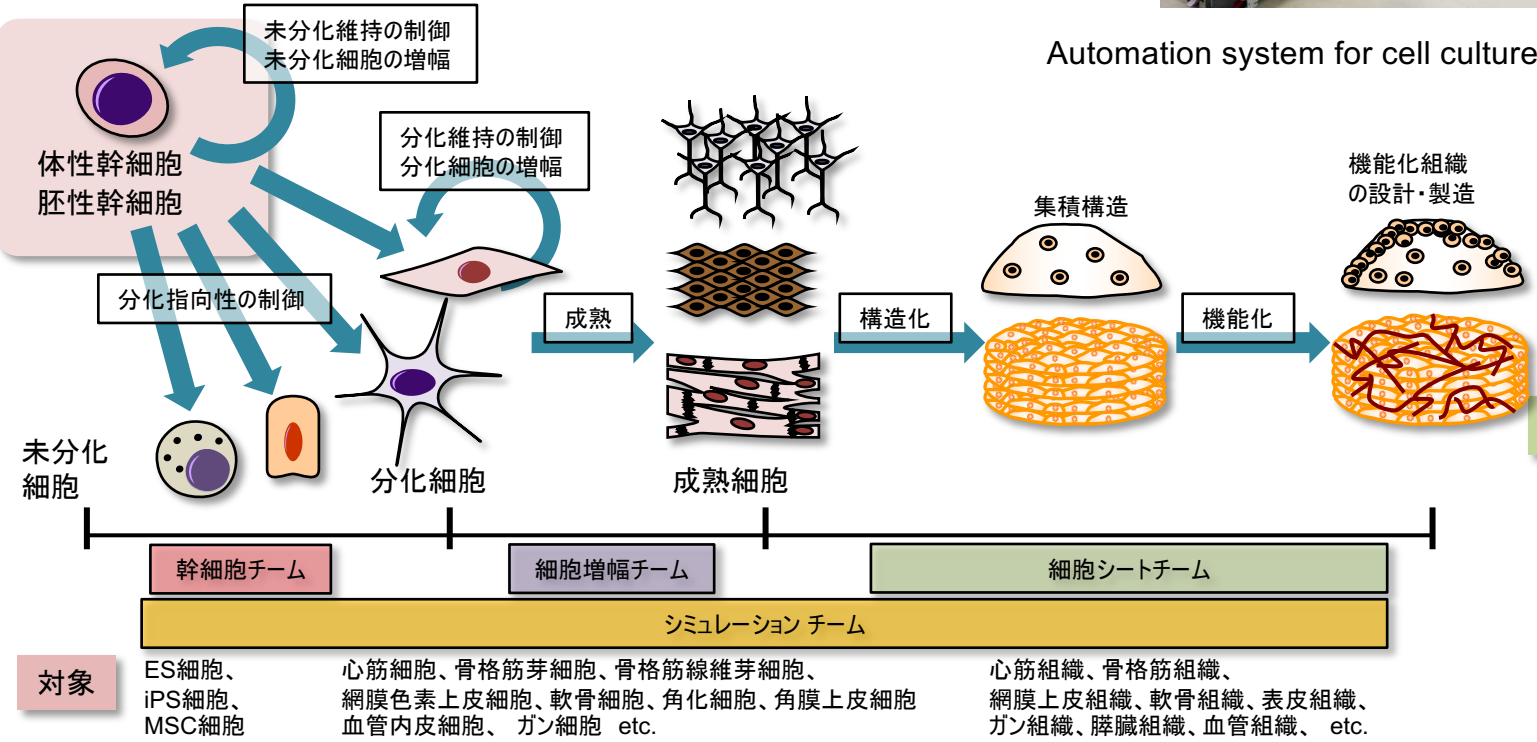 Automation system for cell culture
未分化維持の制御
未分化細胞の増幅
体性幹細胞
胚性幹細胞
分化維持の制御
分化細胞の増幅
分化指向性の制御
成熟
構造化
集積構造
機能化
機能化組織
の設計・製造
未分化
細胞
分化細胞
成熟細胞
幹細胞チーム
細胞増幅チーム
細胞シートチーム
シミュレーション チーム
対象
ES細胞、
iPS細胞、
MSC細胞
心筋細胞、骨格筋芽細胞、骨格筋線維芽細胞、
網膜色素上皮細胞、軟骨細胞、角化細胞、角膜上皮細胞
血管内皮細胞、 ガン細胞 etc.
心筋組織、骨格筋組織、
網膜上皮組織、軟骨組織、表皮組織、
ガン組織、膵臓組織、血管組織、 etc.